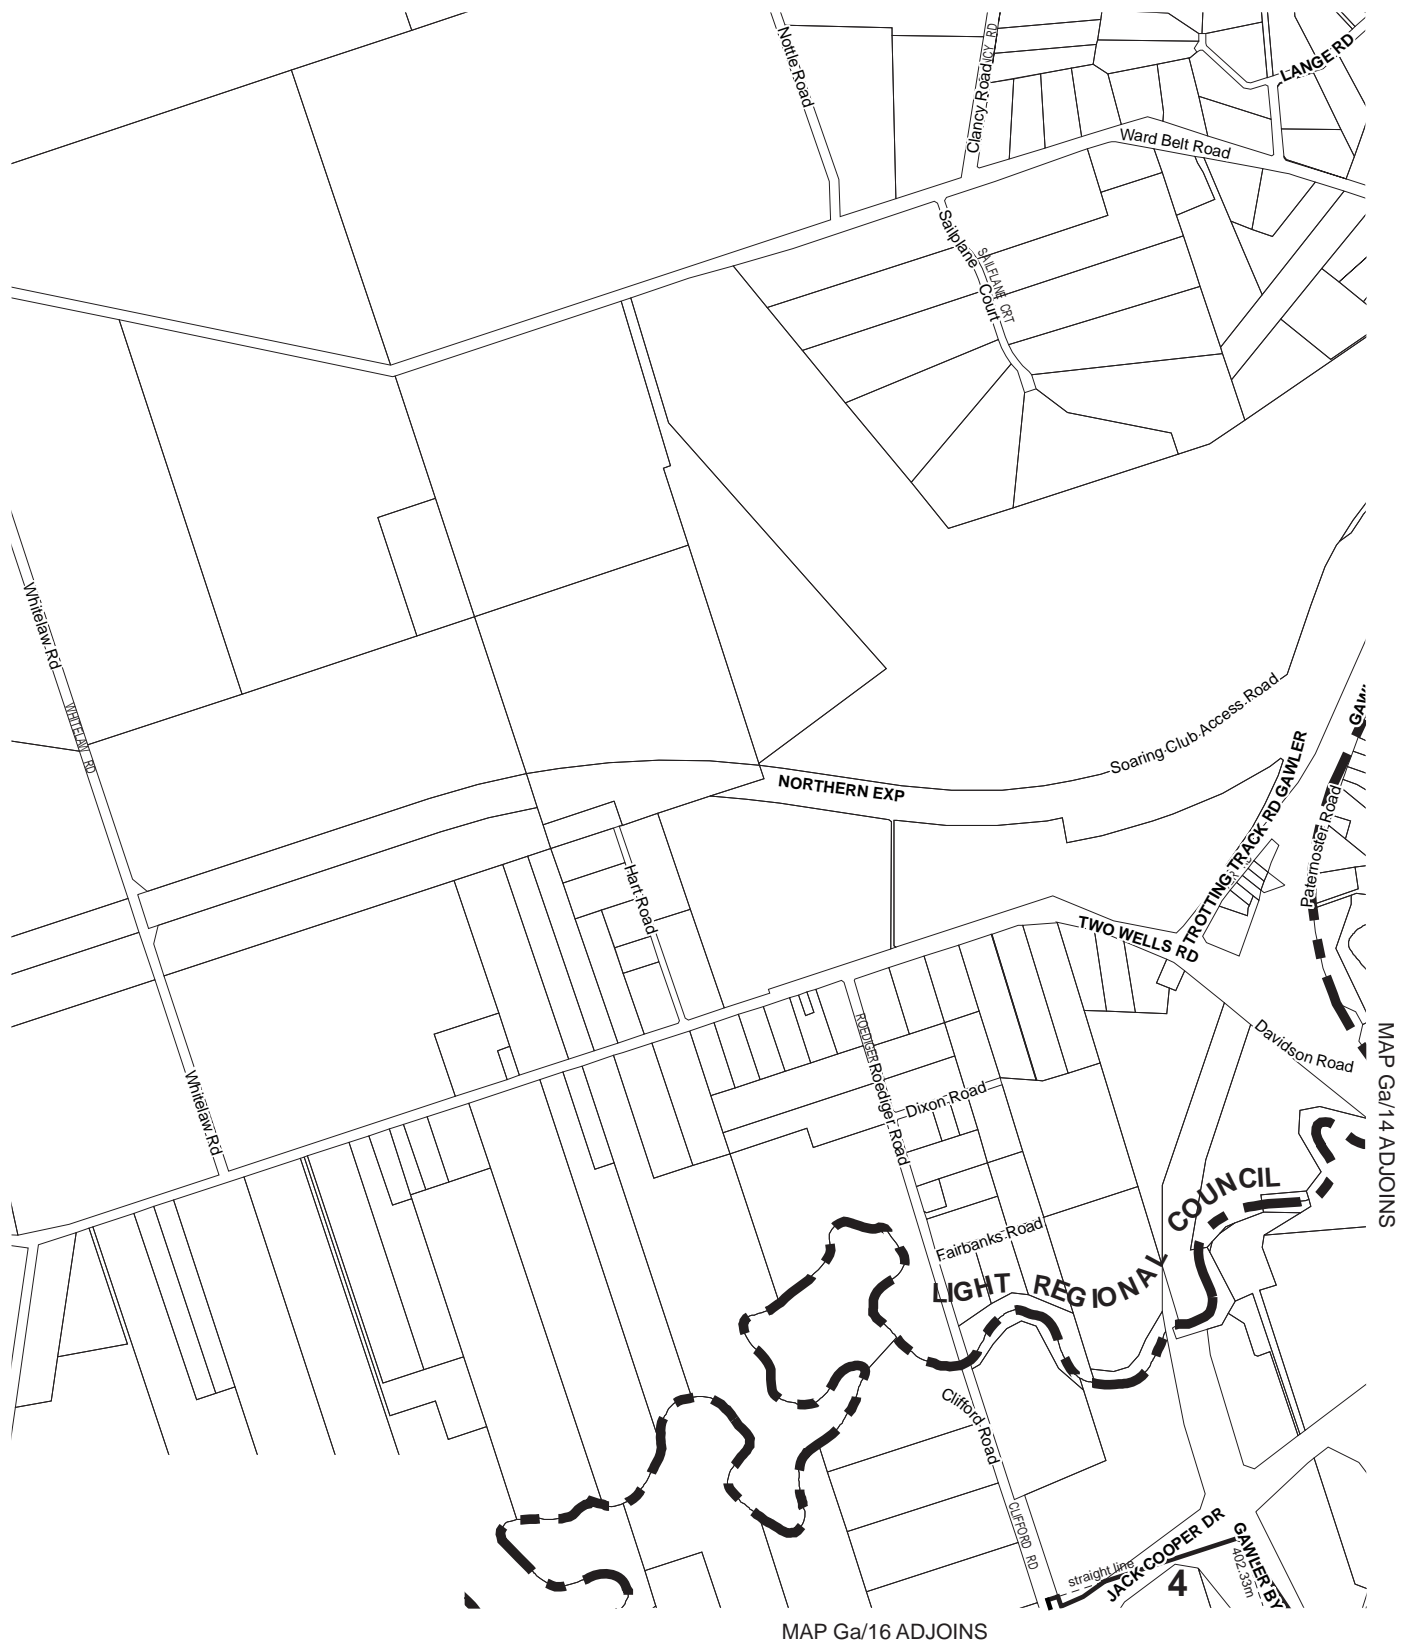 Nottle Road
Clancy Road
LANGE RD
Ward Belt Road
Sailplane Court
SAILPLANE CRT
Whitelaw Rd
WHITELAW RD
Soaring Club Access Road
NORTHERN EXP
TROTTING TRACK RD GAWLER
Paternoster Road
Hart Road
TWO WELLS RD
Davidson Road
MAP Ga/14 ADJOINS
ROEDIGER
Roediger Road
Dixon Road
Whitelaw Rd
Fairbanks Road
LIGHT REGIONAL COUNCIL
Clifford Road
CLIFFORD RD
straight line
JACK COOPER DR
4
GAWLER BY
402.33m
MAP Ga/16 ADJOINS